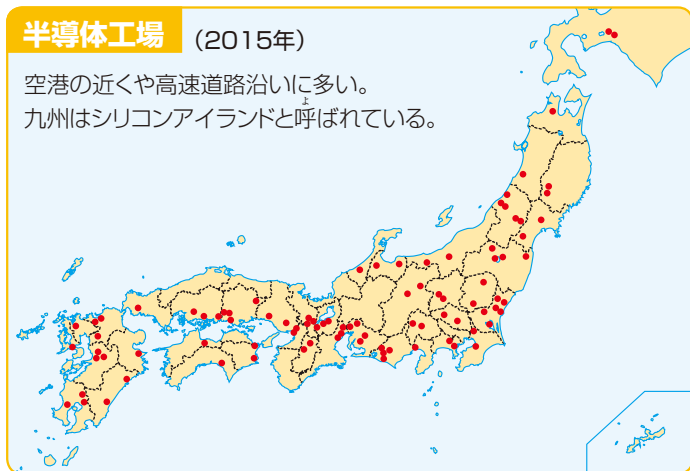 半導体工場 (2015年)
空港の近くや高速道路沿いに多い。
九州はシリコンアイランドと呼ばれている。
よ